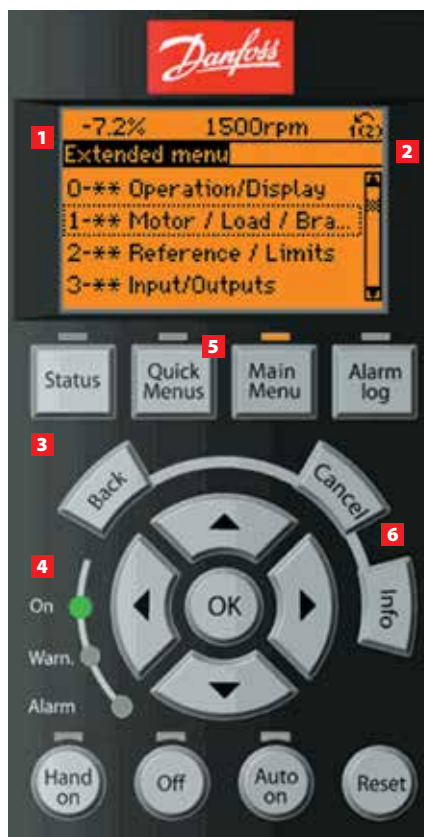 Danfoss
1
-7.2% 1500rpm 1(2)
2
Extended menu
0-** Operation/Display
1-** Motor / Load / Bra...
2-** Reference / Limits
3-** Input/Outputs
5
Status
Quick
Menus
Main
Menu
Alarm
log
3
Back
Cancel
6
Info
4
On
OK
Warn.
Alarm
Hand
on
Off
Auto
on
Reset